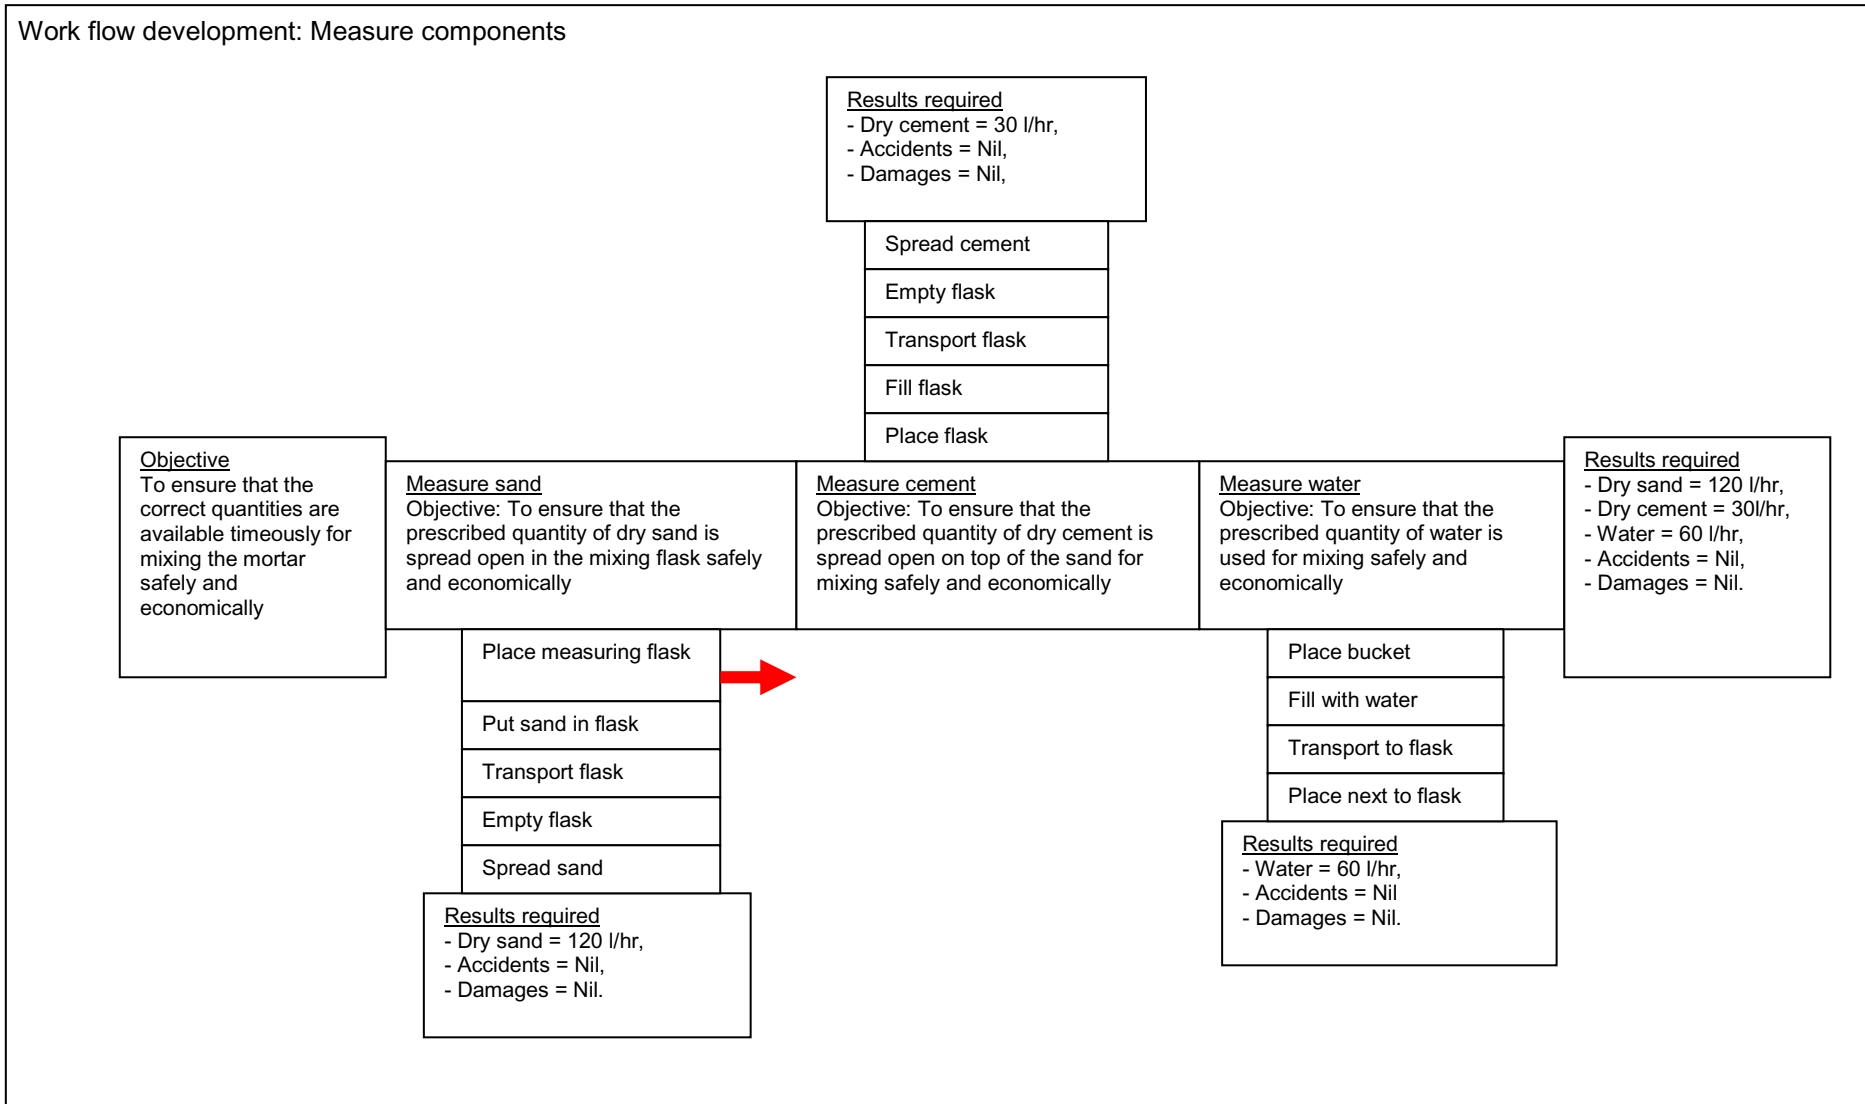 Work flow development: Measure components
Results required
- Dry cement = 30 l/hr,
- Accidents = Nil,
- Damages = Nil,
Spread cement
Empty flask
Transport flask
Fill flask
Place flask
Objective
To ensure that the
correct quantities are
available timeously for
mixing the mortar
safely and
economically
Measure sand
Objective: To ensure that the
prescribed quantity of dry sand is
spread open in the mixing flask safely
and economically
Measure cement
Objective: To ensure that the
prescribed quantity of dry cement is
spread open on top of the sand for
mixing safely and economically
Measure water
Objective: To ensure that the
prescribed quantity of water is
used for mixing safely and
economically
Results required
- Dry sand = 120 l/hr,
- Dry cement = 30l/hr,
- Water = 60 l/hr,
- Accidents = Nil,
- Damages = Nil.
Place measuring flask
Put sand in flask
Transport flask
Empty flask
Spread sand
Results required
- Dry sand = 120 l/hr,
- Accidents = Nil,
- Damages = Nil.
Place bucket
Fill with water
Transport to flask
Place next to flask
Results required
- Water = 60 l/hr,
- Accidents = Nil
- Damages = Nil.